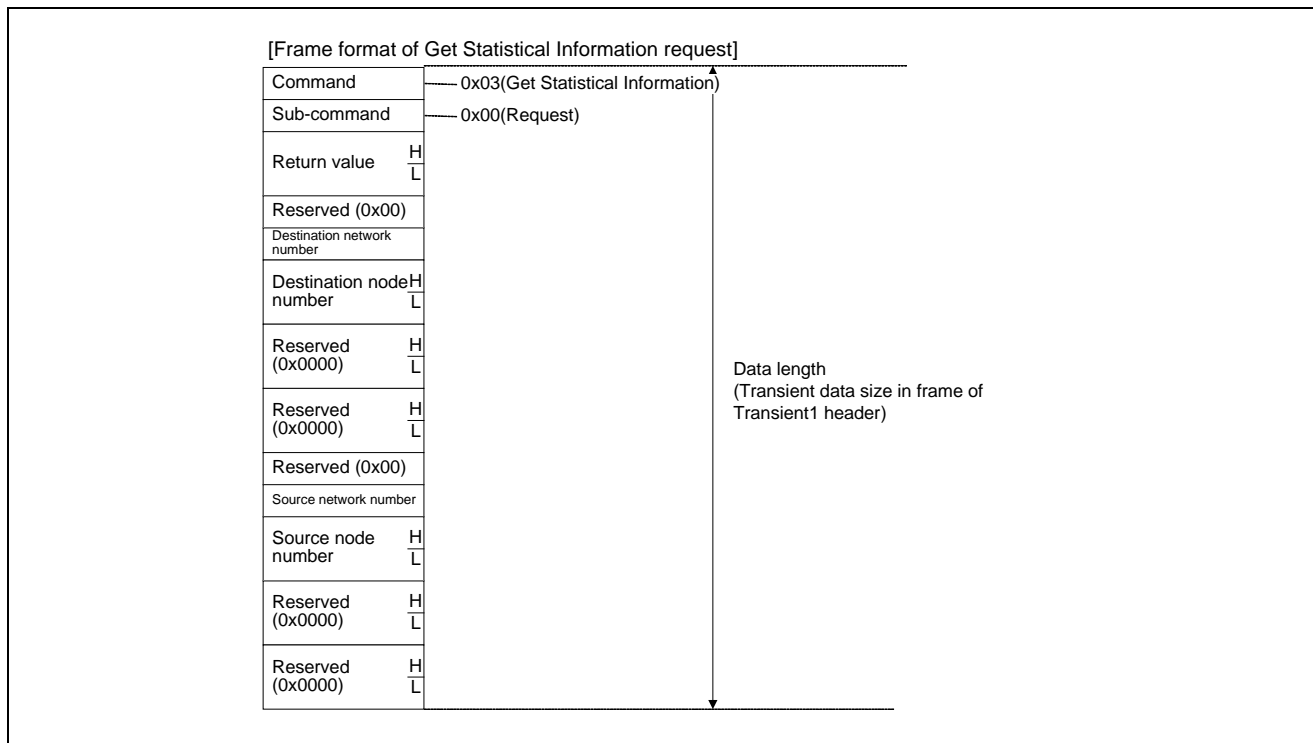 [Frame format of Get Statistical Information request]
Command
0x03(Get Statistical Information)
Sub-command
0x00(Request)
Return value
H
L
Reserved (0x00)
Destination network
number
Destination node
number
H
L
Reserved
(0x0000)
H
L
Reserved
(0x0000)
H
L
Reserved (0x00)
Source network number
Source node
number
H
L
Reserved
(0x0000)
H
L
Reserved
(0x0000)
H
L
Data length
(Transient data size in frame of
Transient1 header)